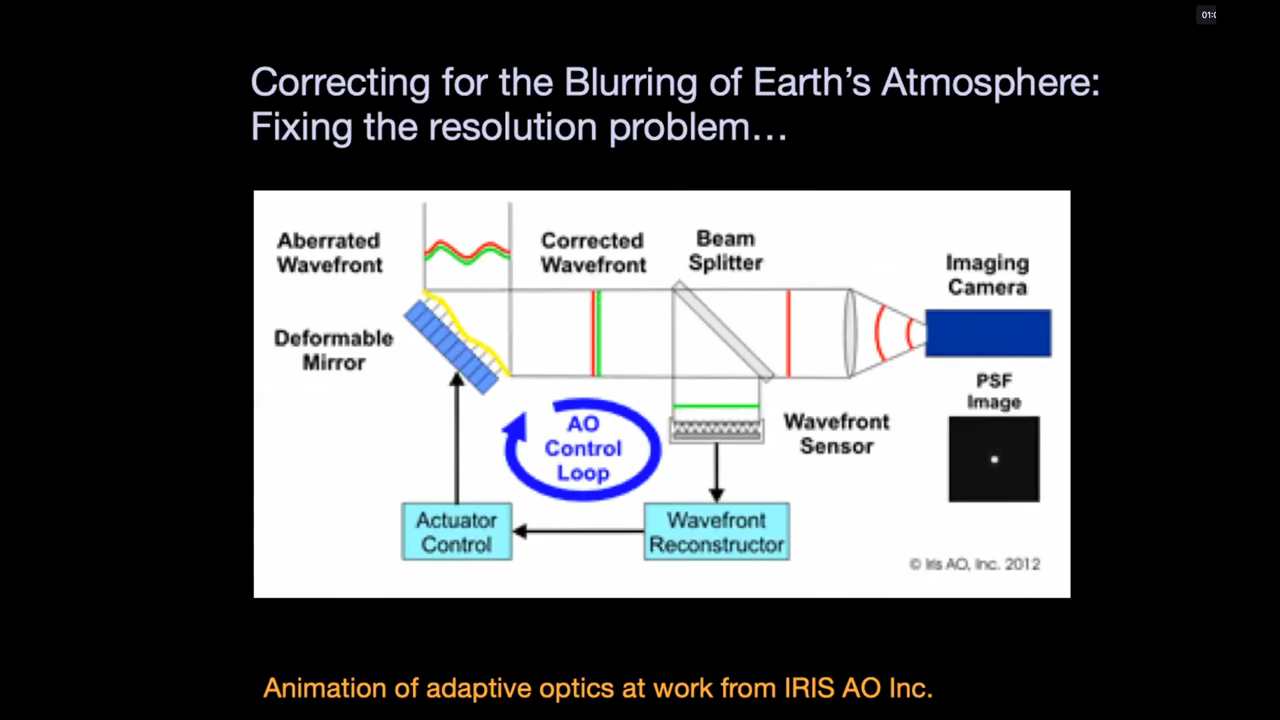 Correcting for the Blurring of Earth's Atmosphere:
Fixing the resolution problem…
Aberrated
Wavefront
Corrected
Wavefront
Beam
Splitter
Imaging
Camera
Deformable
Mirror
PSF
Image
AO
Control
Loop
Wavefront
Sensor
Actuator
Control
Wavefront
Reconstructor
© Iris AO, Inc. 2012
Animation of adaptive optics at work from IRIS AO Inc.